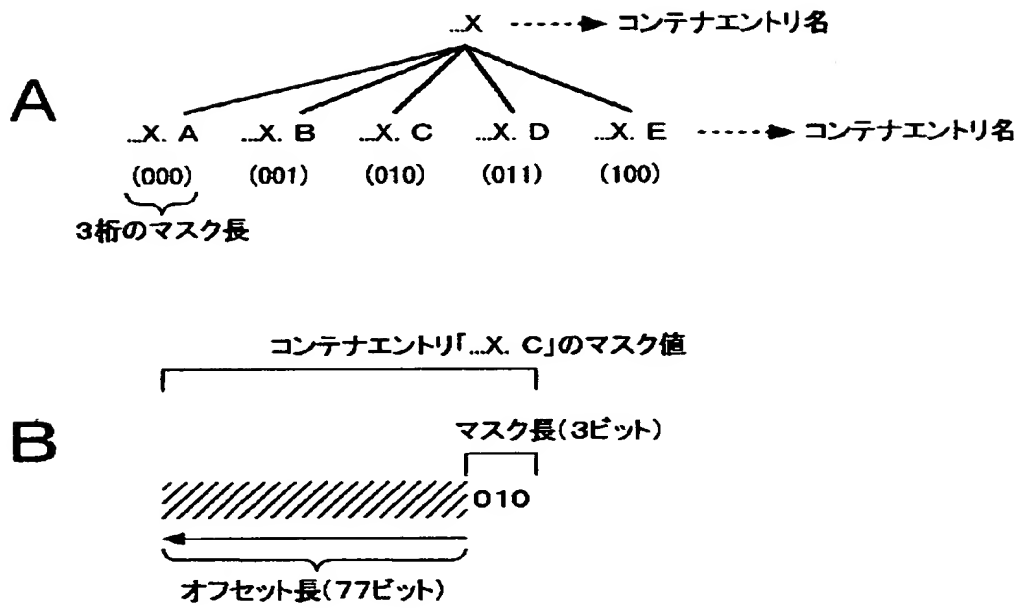 ...X コンテナエントリ名
A
...X. A ...X. B ...X. C ...X. D ...X. E コンテナエントリ名
(000) (001) (010) (011) (100)
3桁のマスク長
コンテナエントリ「...X. C」のマスク値
B
マスク長(3ビット)
010
オフセット長(77ビット)